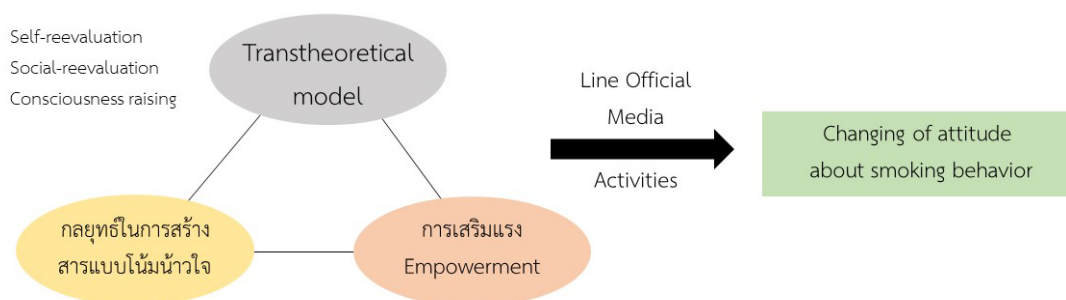 Self-reevaluation
Social-reevaluation
Consciousness raising
Transtheoretical
model
กลยุทธ์ในการสร้าง
สารแบบโน้มน้าวใจ
การเสริมแรง
Empowerment
Line Official
Media
Activities
Changing of attitude
about smoking behavior